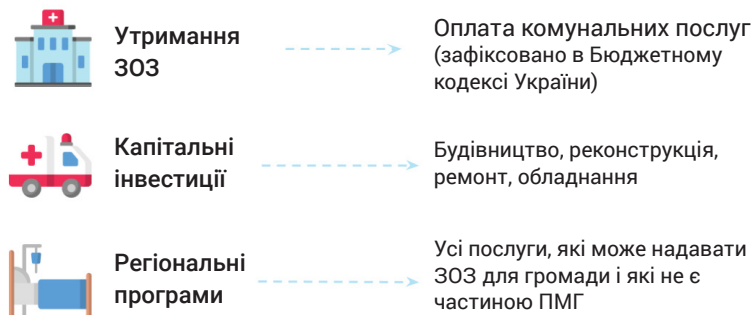 Утримання
ЗОЗ
Оплата комунальних послуг
(зафіксовано в Бюджетному
кодексі України)
Капітальні
інвестиції
Будівництво, реконструкція,
ремонт, обладнання
Регіональні
програми
Усі послуги, які може надавати
ЗОЗ для громади і які не є
частиною ПМГ